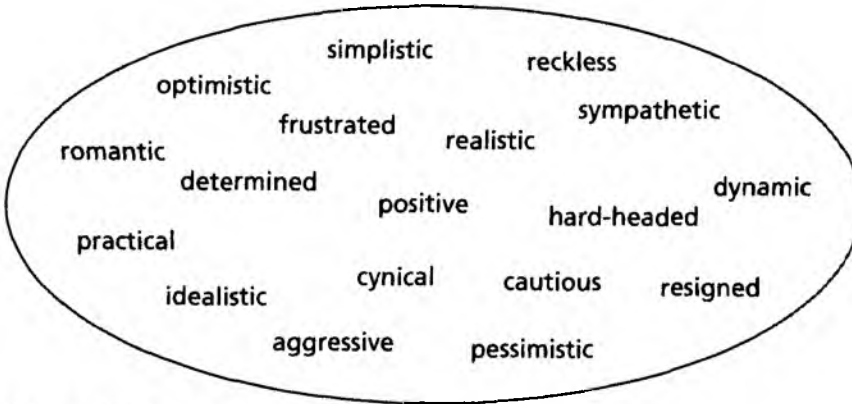 simplistic
reckless
optimistic
sympathetic
frustrated
realistic
romantic
determined
dynamic
positive
hard-headed
practical
cynical
cautious
resigned
idealistic
aggressive
pessimistic